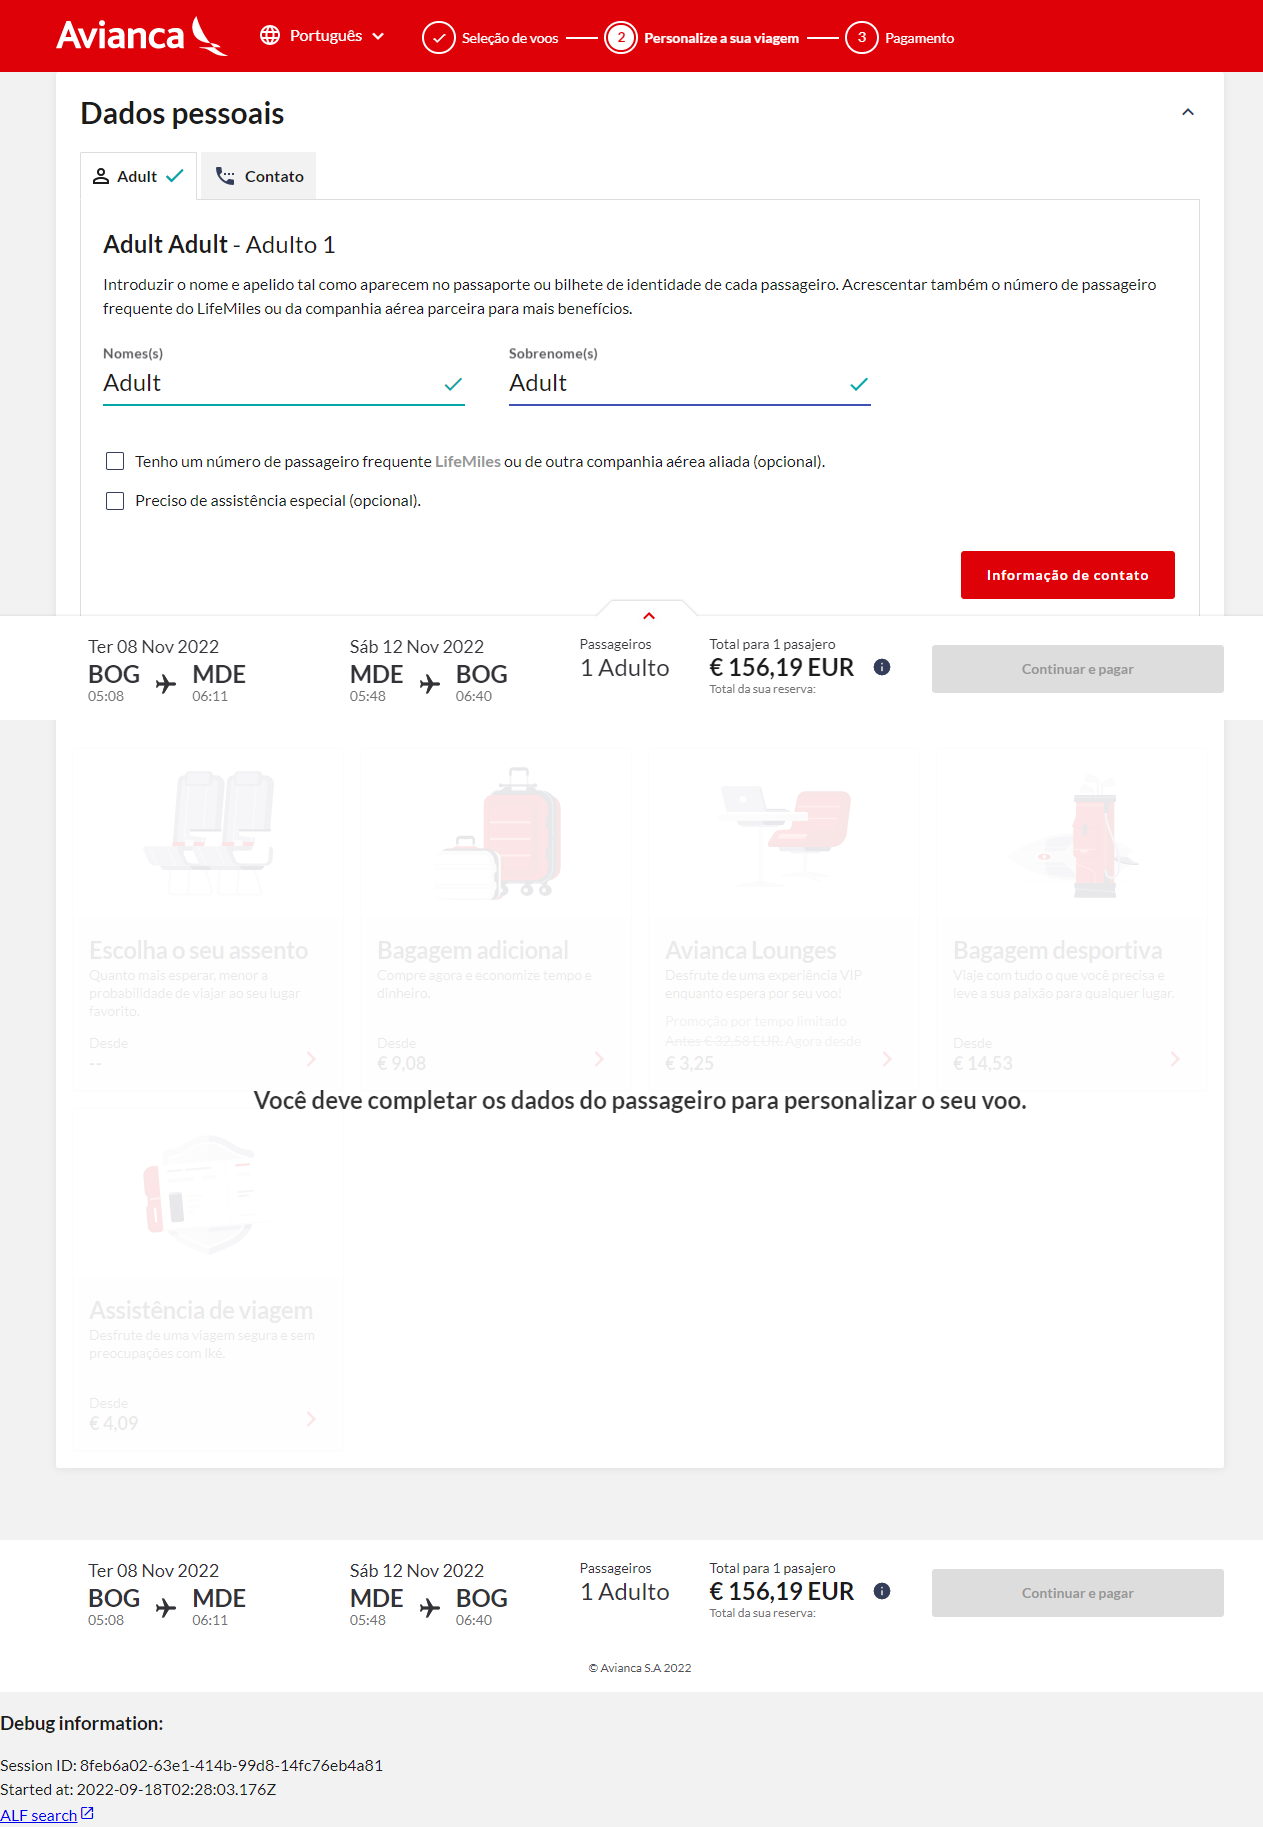 Avianca
Português
Seleção de voos
2
Personalize a sua viagem
3
Pagamento
Dados pessoais
Adult
Contato
Adult Adult - Adulto 1
Introduzir o nome e apelido tal como aparecem no passaporte ou bilhete de identidade de cada passageiro. Acrescentar também o número de passageiro
frequente do LifeMiles ou da companhia aérea parceira para mais benefícios.
Nomes(s)
Sobrenome(s)
Adult
Adult
Tenho um número de passageiro frequente LifeMiles ou de outra companhia aérea aliada (opcional).
Preciso de assistência especial (opcional).
Informação de contato
Ter 08 Nov 2022
BOG MDE
05:08 06:11
Sáb 12 Nov 2022
MDE BOG
05:48 06:40
Passageiros
1 Adulto
Total para 1 pasajero
€ 156,19 EUR
Total da sua reserva:
Continuar e pagar
Escolha o seu assento
Quanto mais esperar, menor a
probabilidade de viajar ao seu lugar
favorito.
Desde
--
Bagagem adicional
Compre agora e economize tempo e
dinheiro.
Desde
€ 9,08
Avianca Lounges
Desfrute de uma experiência VIP
enquanto espera por seu voo!
Promoção por tempo limitado
Antes € 32,58 EUR. Agora desde
€ 3,25
Bagagem desportiva
Viaje com tudo o que você precisa e
leve a sua paixão para qualquer lugar.
Desde
€ 14,53
Você deve completar os dados do passageiro para personalizar o seu voo.
Assistência de viagem
Desfrute de uma viagem segura e sem
preocupações com Iké.
Desde
€ 4,09
Ter 08 Nov 2022
BOG MDE
05:08 06:11
Sáb 12 Nov 2022
MDE BOG
05:48 06:40
Passageiros
1 Adulto
Total para 1 pasajero
€ 156,19 EUR
Total da sua reserva:
Continuar e pagar
© Avianca S.A 2022
Debug information:
Session ID: 8feb6a02-63e1-414b-99d8-14fc76eb4a81
Started at: 2022-09-18T02:28:03.176Z
ALF search